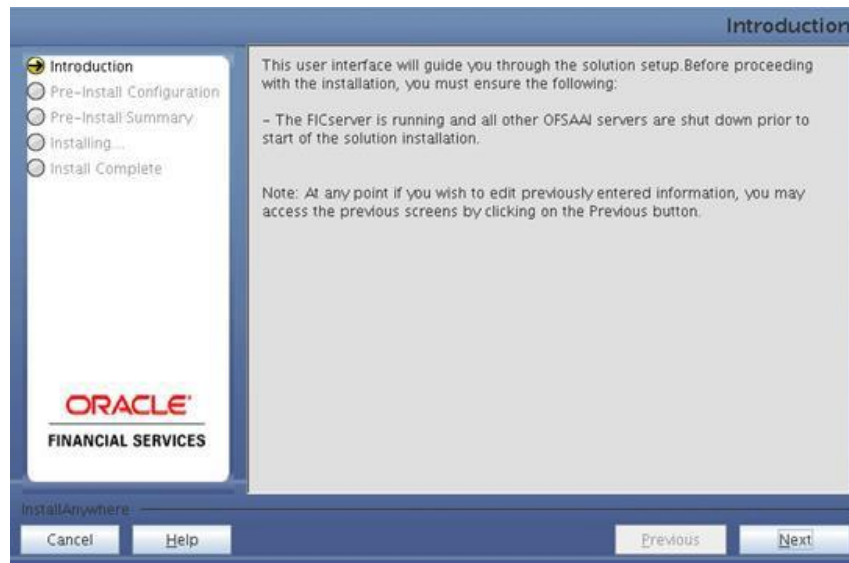 Introduction
Introduction
Pre-Install Configuration
Pre-Install Summary
Installing...
Install Complete
This user interface will guide you through the solution setup.Before proceeding
with the installation, you must ensure the following:
- The FICserver is running and all other OFSAAI servers are shut down prior to
start of the solution installation.
Note: At any point if you wish to edit previously entered information, you may
access the previous screens by clicking on the Previous button.
ORACLE
FINANCIAL SERVICES
InstallAnywhere
Cancel
Help
Previous
Next